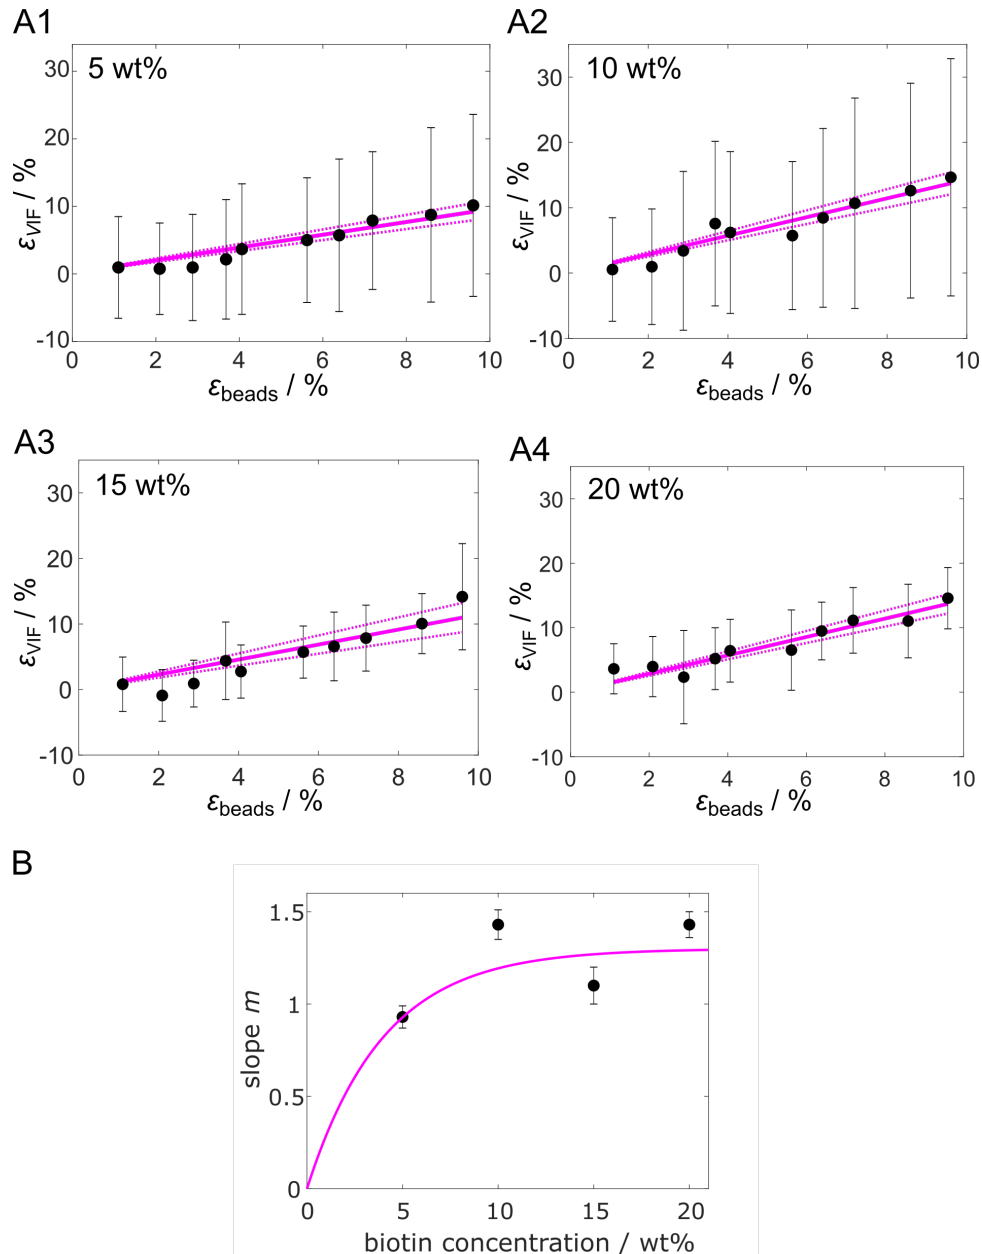 A1
5 wt%
30
20
10
0
-10
ε_VIF / %
0 2 4 6 8 10
ε_beads / %
A2
10 wt%
30
20
10
0
-10
ε_VIF / %
0 2 4 6 8 10
ε_beads / %
A3
15 wt%
30
20
10
0
-10
ε_VIF / %
0 2 4 6 8 10
ε_beads / %
A4
20 wt%
30
20
10
0
-10
ε_VIF / %
0 2 4 6 8 10
ε_beads / %
B
1.5
1
0.5
0
slope m
0 5 10 15 20
biotin concentration / wt%